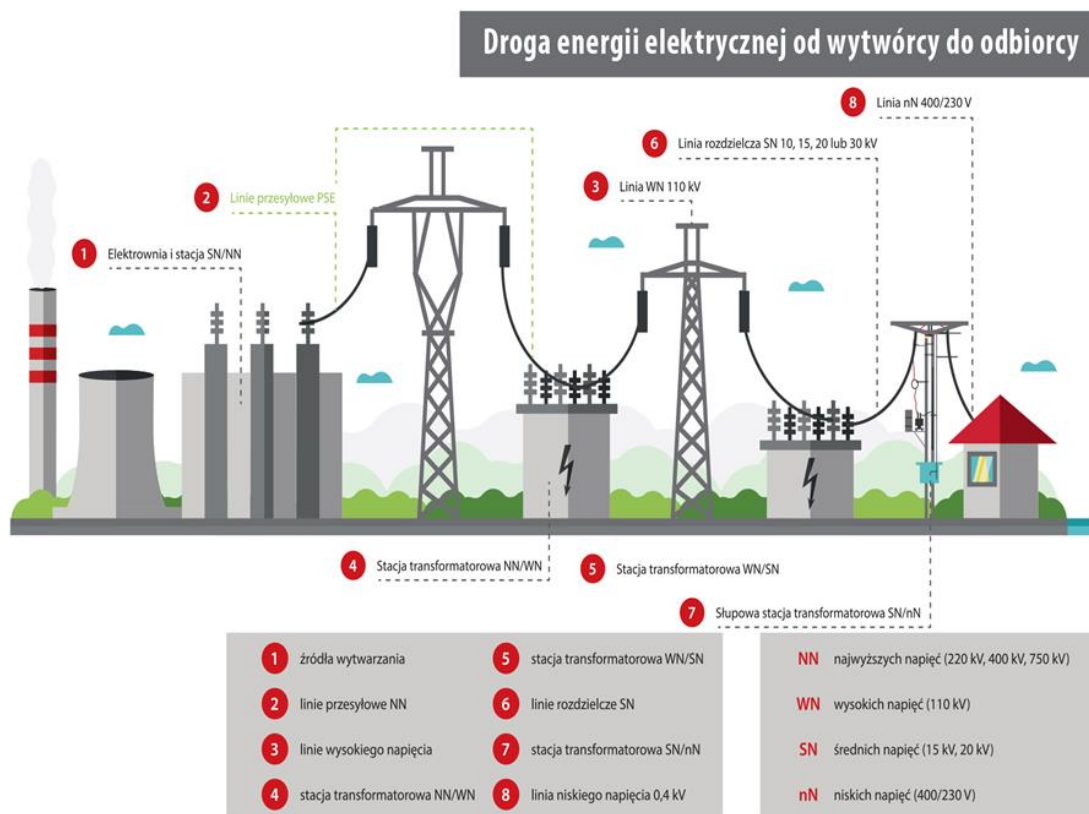 Droga energii elektrycznej od wytwórcy do odbiorcy
8 Linia nN 400/230 V
6 Linia rozdzielcza SN 10, 15, 20 lub 30 kV
3 Linia WN 110 kV
2 Linie przesyłowe PSE
1 Elektrownia i stacja SN/NN
4 Stacja transformatorowa NN/WN
5 Stacja transformatorowa WN/SN
7 Słupowa stacja transformatorowa SN/nN
1 źródła wytwarzania
2 linie przesyłowe NN
3 linie wysokiego napięcia
4 stacja transformatorowa NN/WN
5 stacja transformatorowa WN/SN
6 linie rozdzielcze SN
7 stacja transformatorowa SN/nN
8 linia niskiego napięcia 0,4 kV
NN najwyższych napięć (220 kV, 400 kV, 750 kV)
WN wysokich napięć (110 kV)
SN średnich napięć (15 kV, 20 kV)
nN niskich napięć (400/230 V)